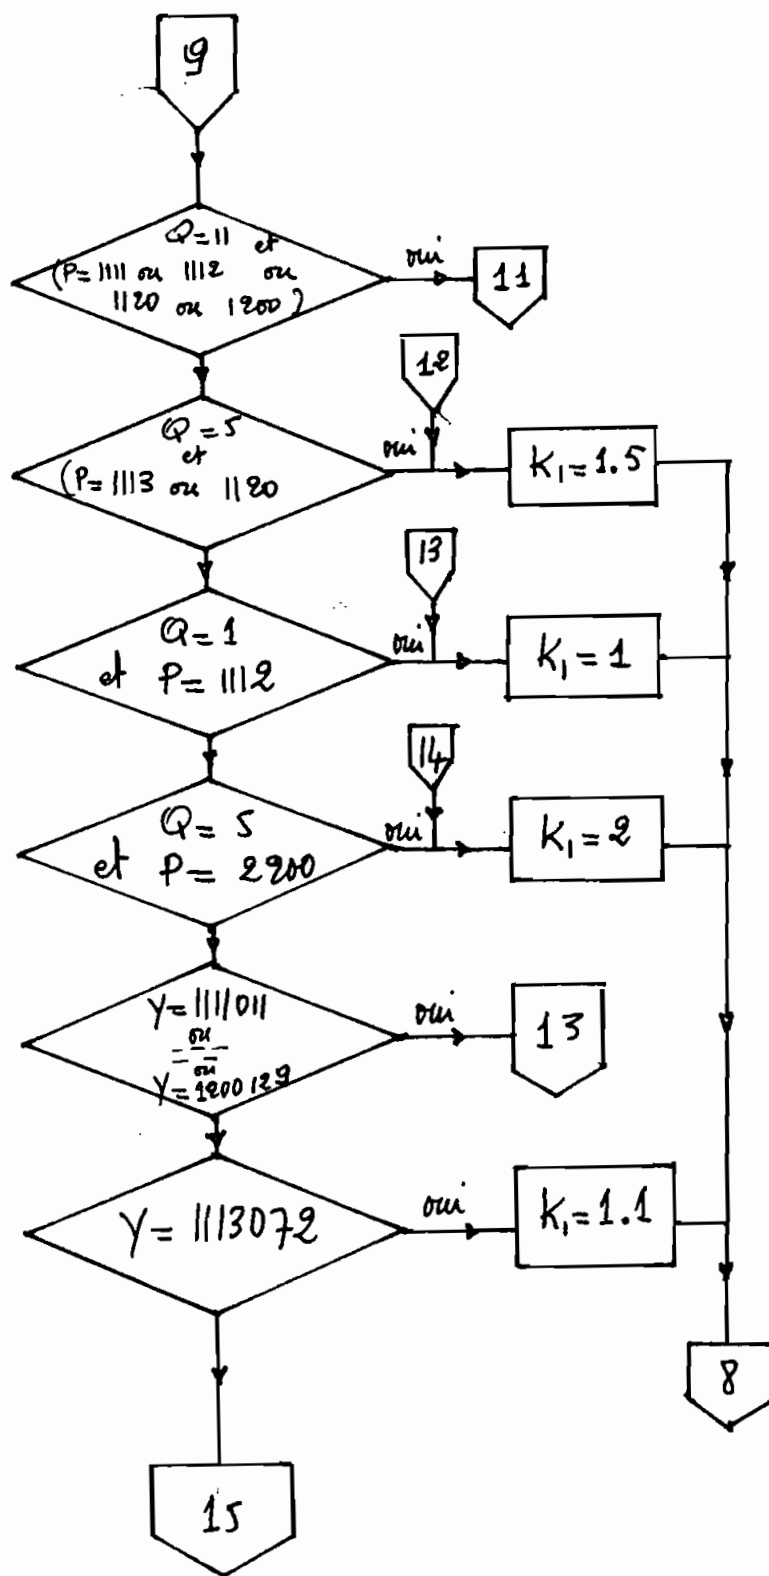 9
Q=11 et
(P=1111 ou 1112 ou
1120 ou 1200)
oui
11
12
Q=5
et
(P=1113 ou 1120
oui
K₁=1.5
13
Q=1
et P=1112
oui
K₁=1
14
Q=5
et P=2200
oui
K₁=2
Y=1111011
ou
ou
Y=1200129
oui
13
Y=1113072
oui
K₁=1.1
8
15